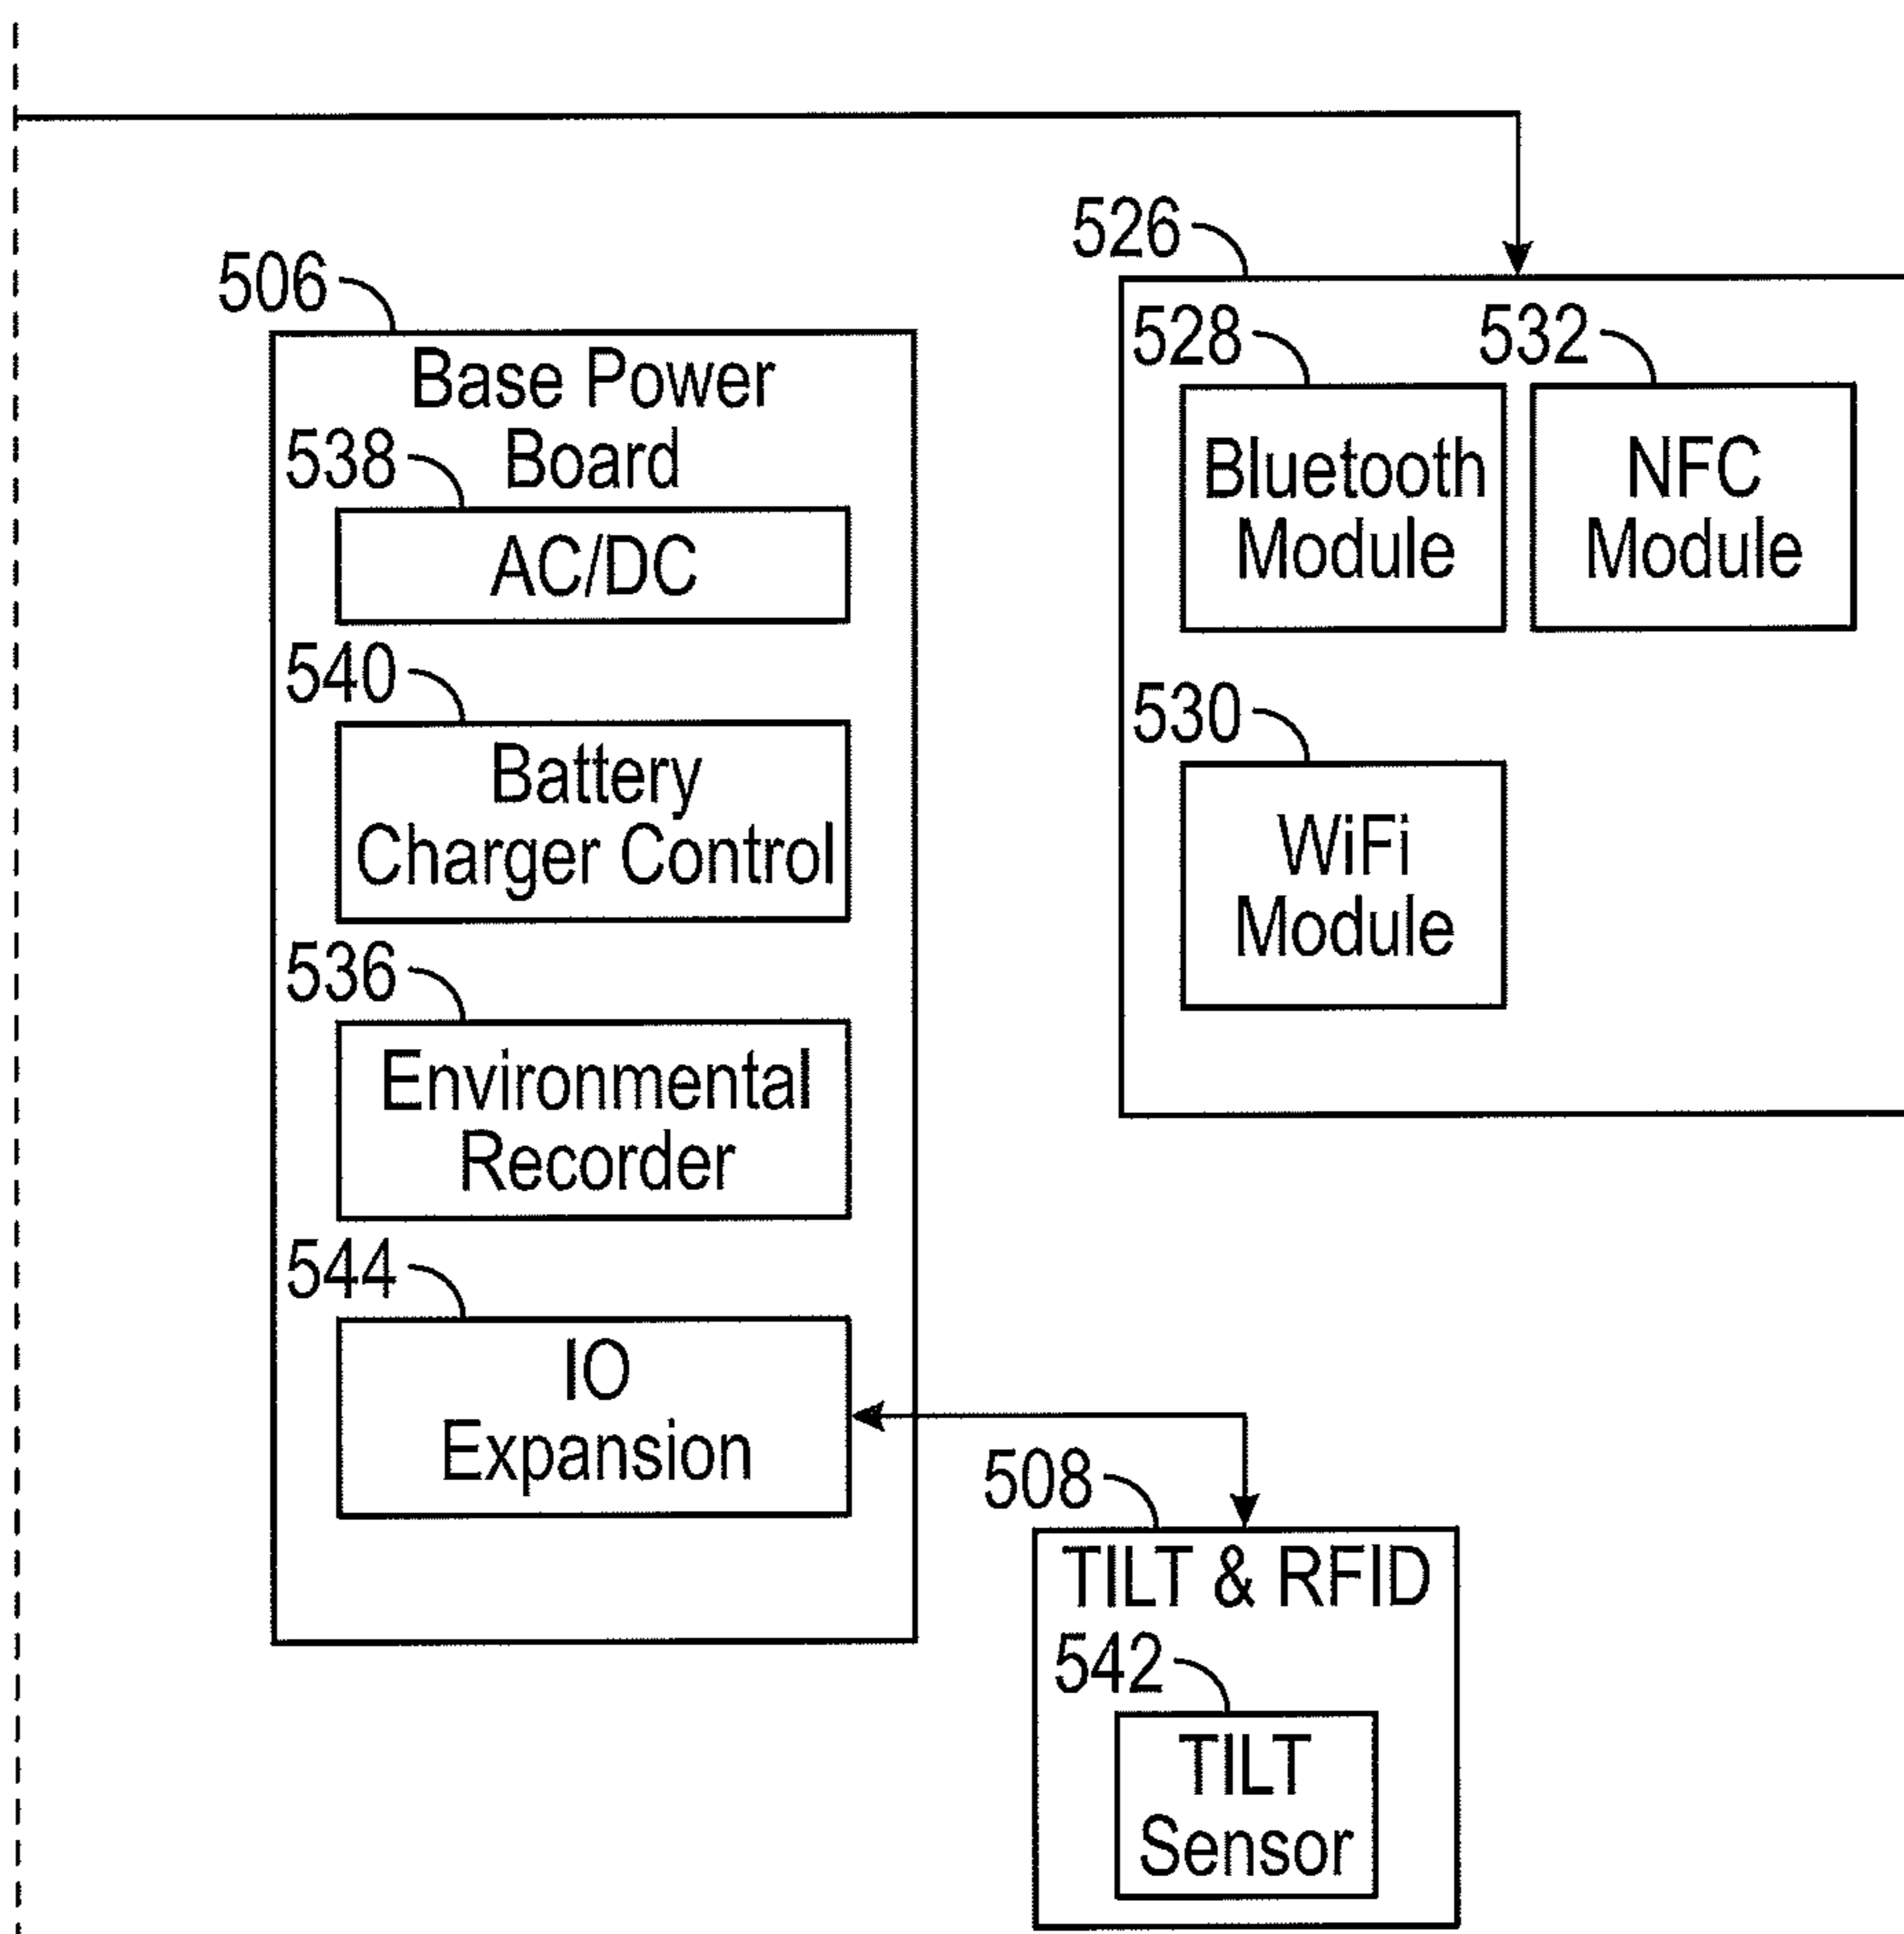 506
Base Power
Board
538
AC/DC
540
Battery
Charger Control
536
Environmental
Recorder
544
IO
Expansion
526
528
Bluetooth
Module
532
NFC
Module
530
WiFi
Module
508
TILT & RFID
542
TILT
Sensor